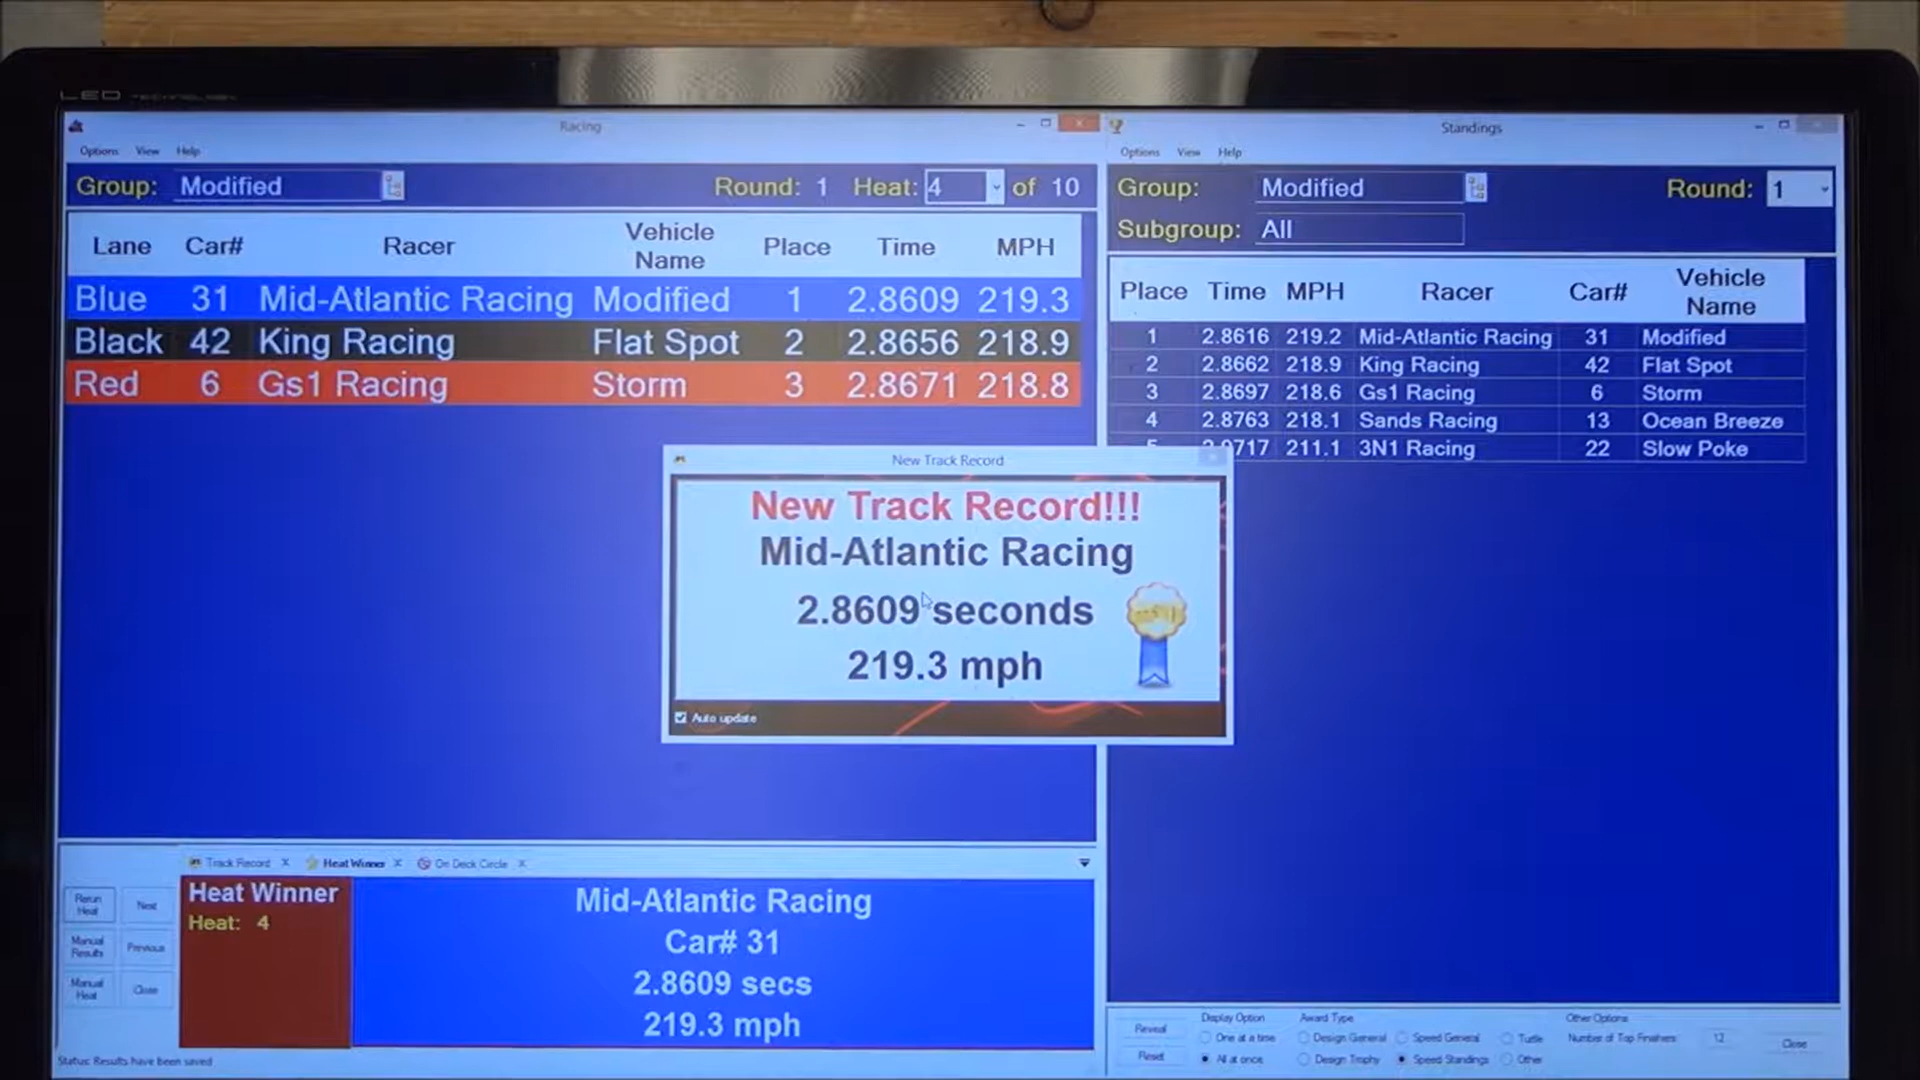 LED
Racing
Options View Help
Group: Modified Round: 1 Heat: 4 of 10
Lane Car# Racer Vehicle Name Place Time MPH
Blue 31 Mid-Atlantic Racing Modified 1 2.8609 219.3
Black 42 King Racing Flat Spot 2 2.8656 218.9
Red 6 Gs1 Racing Storm 3 2.8671 218.8
Standings
Options View Help
Group: Modified Round: 1
Subgroup: All
Place Time MPH Racer Car# Vehicle Name
1 2.8616 219.2 Mid-Atlantic Racing 31 Modified
2 2.8662 218.9 King Racing 42 Flat Spot
3 2.8697 218.6 Gs1 Racing 6 Storm
4 2.8763 218.1 Sands Racing 13 Ocean Breeze
211.1 3N1 Racing 22 Slow Poke
New Track Record
New Track Record!!!
Mid-Atlantic Racing
2.8609 seconds
219.3 mph
Auto update
Track Record Heat Winner On Deck Circle
Rerun Heat Next
Manual Results Previous
Manual Heat Close
Heat Winner
Heat: 4
Mid-Atlantic Racing
Car# 31
2.8609 secs
219.3 mph
Status: Results have been saved
Reveal
Reset
Display Option
One at a time
All at once
Award Type
Design General Speed General Turtle
Design Trophy Speed Standings Other
Other Options
Number of Top Finishers 12
Close